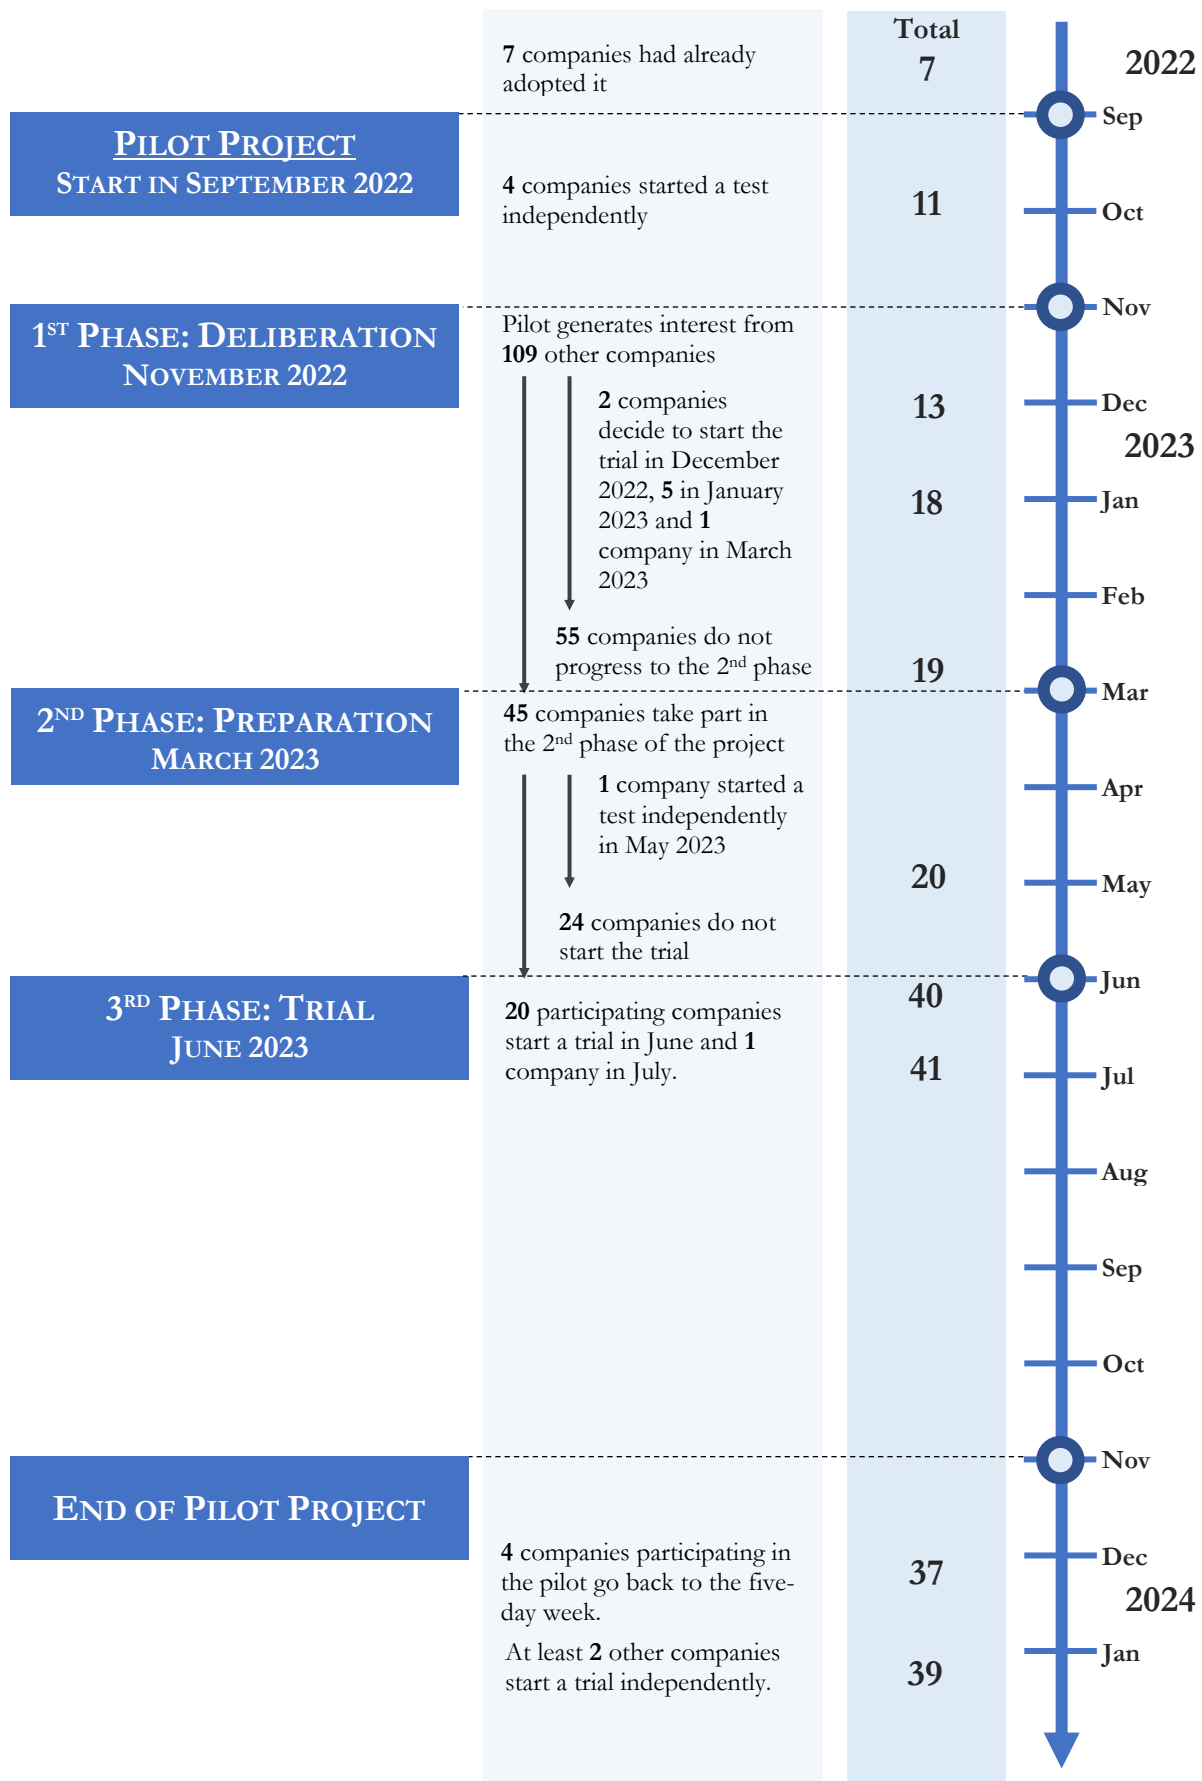 Total
7 companies had already
adopted it
7
2022
Sep
PILOT PROJECT
START IN SEPTEMBER 2022
4 companies started a test
independently
11
Oct
Nov
1ST PHASE: DELIBERATION
NOVEMBER 2022
Pilot generates interest from
109 other companies
2 companies
decide to start the
trial in December
2022, 5 in January
2023 and 1
company in March
2023
13
Dec
2023
18
Jan
Feb
55 companies do not
progress to the 2nd phase
19
Mar
2ND PHASE: PREPARATION
MARCH 2023
45 companies take part in
the 2nd phase of the project
1 company started a
test independently
in May 2023
Apr
20
May
24 companies do not
start the trial
Jun
3RD PHASE: TRIAL
JUNE 2023
40
20 participating companies
start a trial in June and 1
company in July.
41
Jul
Aug
Sep
Oct
Nov
END OF PILOT PROJECT
4 companies participating in
the pilot go back to the five-
day week.
37
Dec
2024
At least 2 other companies
start a trial independently.
39
Jan